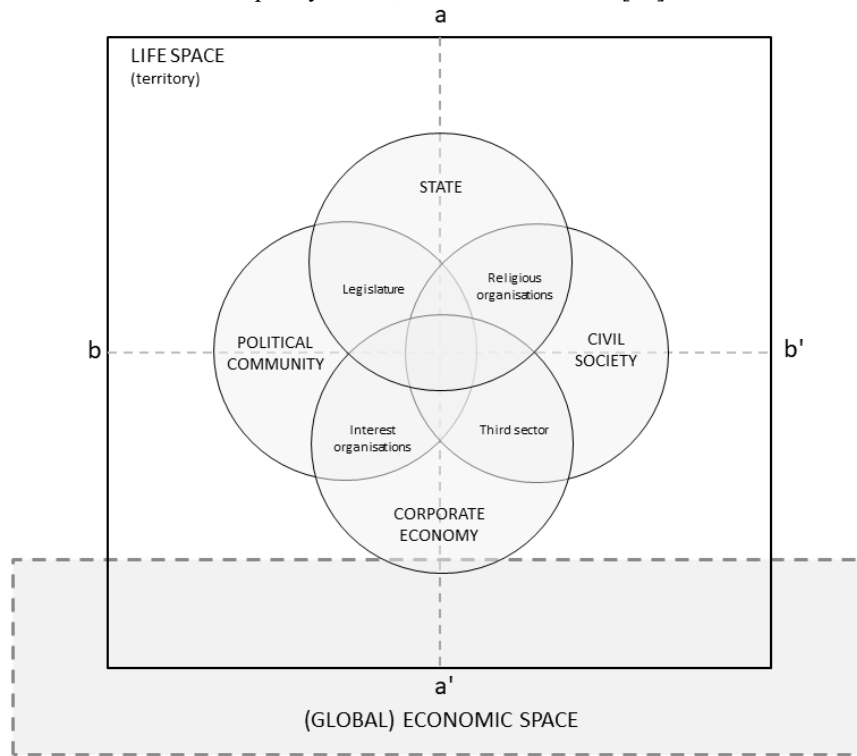 a
LIFE SPACE
(territory)
STATE
Legislature
Religious
organisations
b
POLITICAL
COMMUNITY
CIVIL
SOCIETY
b'
Interest
organisations
Third sector
CORPORATE
ECONOMY
a'
(GLOBAL) ECONOMIC SPACE